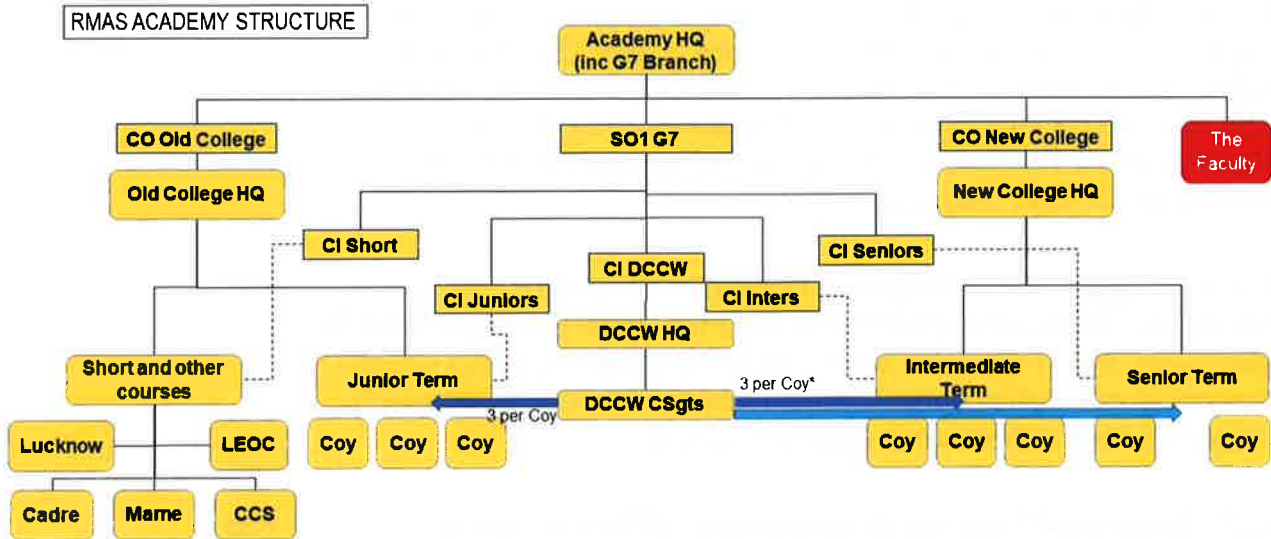 RMAS ACADEMY STRUCTURE
Academy HQ
(inc G7 Branch)
CO Old College
SO1 G7
CO New College
The
Faculty
Old College HQ
New College HQ
CI Short
CI Seniors
CI DCCW
CI Juniors
CI Inters
DCCW HQ
Short and other
courses
Junior Term
Intermediate
Term
Senior Term
3 per Coy*
3 per Coy
DCCW CSgts
Lucknow
LEOC
Coy
Coy
Coy
Coy
Coy
Coy
Coy
Coy
Cadre
Marne
CCS